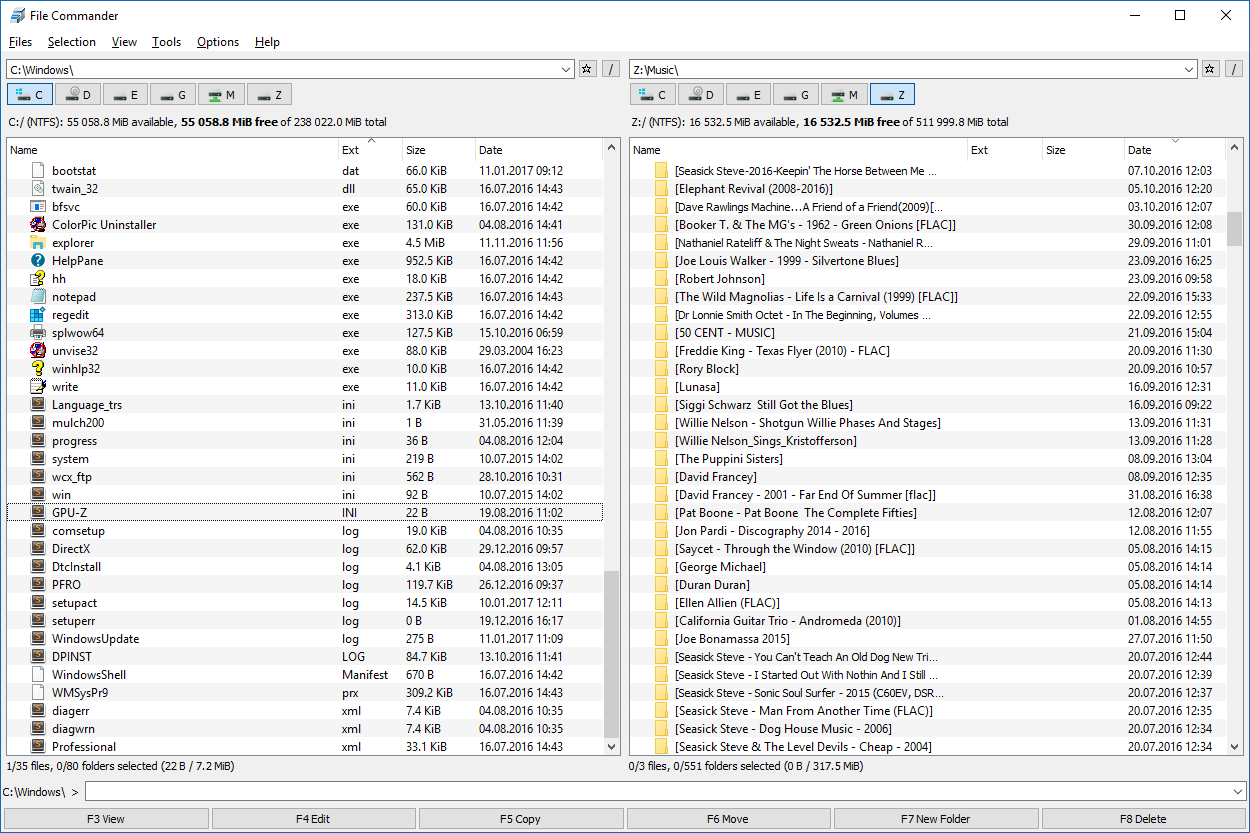 File Commander
Files Selection View Tools Options Help
C:\Windows\
C D E G M Z
C:/ (NTFS): 55 058.8 MiB available, 55 058.8 MiB free of 238 022.0 MiB total
Name Ext Size Date
bootstat dat 66.0 KiB 11.01.2017 09:12
twain_32 dll 65.0 KiB 16.07.2016 14:43
bfsvc exe 60.0 KiB 16.07.2016 14:42
ColorPic Uninstaller exe 131.0 KiB 04.08.2016 14:41
explorer exe 4.5 MiB 11.11.2016 11:56
HelpPane exe 952.5 KiB 16.07.2016 14:42
hh exe 18.0 KiB 16.07.2016 14:42
notepad exe 237.5 KiB 16.07.2016 14:43
regedit exe 313.0 KiB 16.07.2016 14:42
splwow64 exe 127.5 KiB 15.10.2016 06:59
unvise32 exe 88.0 KiB 29.03.2004 16:23
winhlp32 exe 10.0 KiB 16.07.2016 14:42
write exe 11.0 KiB 16.07.2016 14:42
Language_trs ini 1.7 KiB 13.10.2016 11:40
mulch200 ini 1 B 31.05.2016 11:39
progress ini 36 B 04.08.2016 12:04
system ini 219 B 10.07.2015 14:02
wcx_ftp ini 562 B 28.10.2016 10:31
win ini 92 B 10.07.2015 14:02
GPU-Z INI 22 B 19.08.2016 11:02
comsetup log 19.0 KiB 04.08.2016 10:35
DirectX log 62.0 KiB 29.12.2016 09:57
DtcInstall log 4.1 KiB 04.08.2016 13:05
PFRO log 119.7 KiB 26.12.2016 09:37
setupact log 14.5 KiB 10.01.2017 12:11
setuperr log 0 B 19.12.2016 16:17
WindowsUpdate log 275 B 11.01.2017 11:09
DPINST LOG 84.7 KiB 13.10.2016 11:41
WindowsShell Manifest 670 B 16.07.2016 14:42
WMSysPr9 prx 309.2 KiB 16.07.2016 14:43
diagerr xml 7.4 KiB 04.08.2016 10:35
diagwrn xml 7.4 KiB 04.08.2016 10:35
Professional xml 33.1 KiB 16.07.2016 14:43
1/35 files, 0/80 folders selected (22 B / 7.2 MiB)
Z:\Music\
C D E G M Z
Z:/ (NTFS): 16 532.5 MiB available, 16 532.5 MiB free of 511 999.8 MiB total
Name Ext Size Date
[Seasick Steve-2016-Keepin' The Horse Between Me ... 07.10.2016 12:03
[Elephant Revival (2008-2016)] 05.10.2016 12:20
[Dave Rawlings Machine...A Friend of a Friend(2009)[... 03.10.2016 12:07
[Booker T. & The MG's - 1962 - Green Onions [FLAC]] 30.09.2016 12:08
[Nathaniel Rateliff & The Night Sweats - Nathaniel R... 29.09.2016 11:01
[Joe Louis Walker - 1999 - Silvertone Blues] 23.09.2016 16:25
[Robert Johnson] 23.09.2016 09:58
[The Wild Magnolias - Life Is a Carnival (1999) [FLAC]] 22.09.2016 15:33
[Dr Lonnie Smith Octet - In The Beginning, Volumes ... 22.09.2016 12:55
[50 CENT - MUSIC] 21.09.2016 15:04
[Freddie King - Texas Flyer (2010) - FLAC] 20.09.2016 11:30
[Rory Block] 20.09.2016 10:57
[Lunasa] 16.09.2016 12:31
[Siggi Schwarz  Still Got the Blues] 16.09.2016 09:22
[Willie Nelson - Shotgun Willie Phases And Stages] 13.09.2016 11:31
[Willie Nelson_Sings_Kristofferson] 13.09.2016 11:28
[The Puppini Sisters] 08.09.2016 13:04
[David Francey] 08.09.2016 12:35
[David Francey - 2001 - Far End Of Summer [flac]] 31.08.2016 16:38
[Pat Boone - Pat Boone  The Complete Fifties] 12.08.2016 12:07
[Jon Pardi - Discography 2014 - 2016] 12.08.2016 11:55
[Saycet - Through the Window (2010) [FLAC]] 05.08.2016 14:15
[George Michael] 05.08.2016 14:14
[Duran Duran] 05.08.2016 14:14
[Ellen Allien (FLAC)] 05.08.2016 14:13
[California Guitar Trio - Andromeda (2010)] 01.08.2016 14:55
[Joe Bonamassa 2015] 27.07.2016 11:50
[Seasick Steve - You Can't Teach An Old Dog New Tri... 20.07.2016 12:44
[Seasick Steve - I Started Out With Nothin And I Still ... 20.07.2016 12:39
[Seasick Steve - Sonic Soul Surfer - 2015 (C60EV, DSR... 20.07.2016 12:37
[Seasick Steve - Man From Another Time (FLAC)] 20.07.2016 12:35
[Seasick Steve - Dog House Music - 2006] 20.07.2016 12:34
[Seasick Steve & The Level Devils - Cheap - 2004] 20.07.2016 12:34
0/3 files, 0/551 folders selected (0 B / 317.5 MiB)
C:\Windows\ >
F3 View F4 Edit F5 Copy F6 Move F7 New Folder F8 Delete